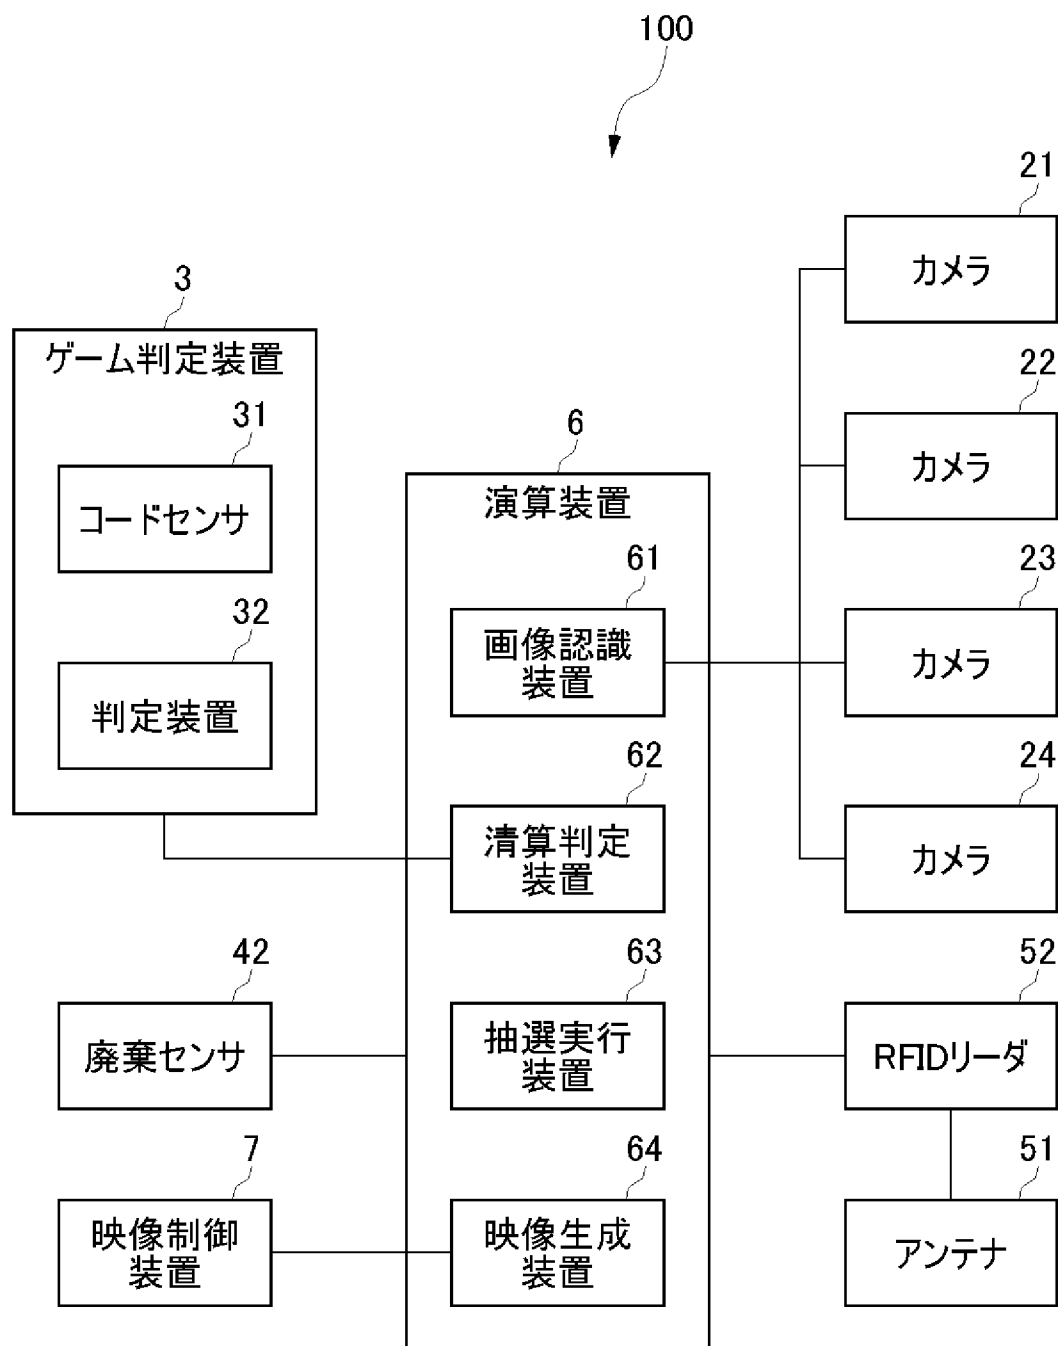 100
3
ゲーム判定装置
31
コードセンサ
32
判定装置
42
廃棄センサ
7
映像制御
装置
6
演算装置
61
画像認識
装置
62
清算判定
装置
63
抽選実行
装置
64
映像生成
装置
21
カメラ
22
カメラ
23
カメラ
24
カメラ
52
RFIDリーダ
51
アンテナ